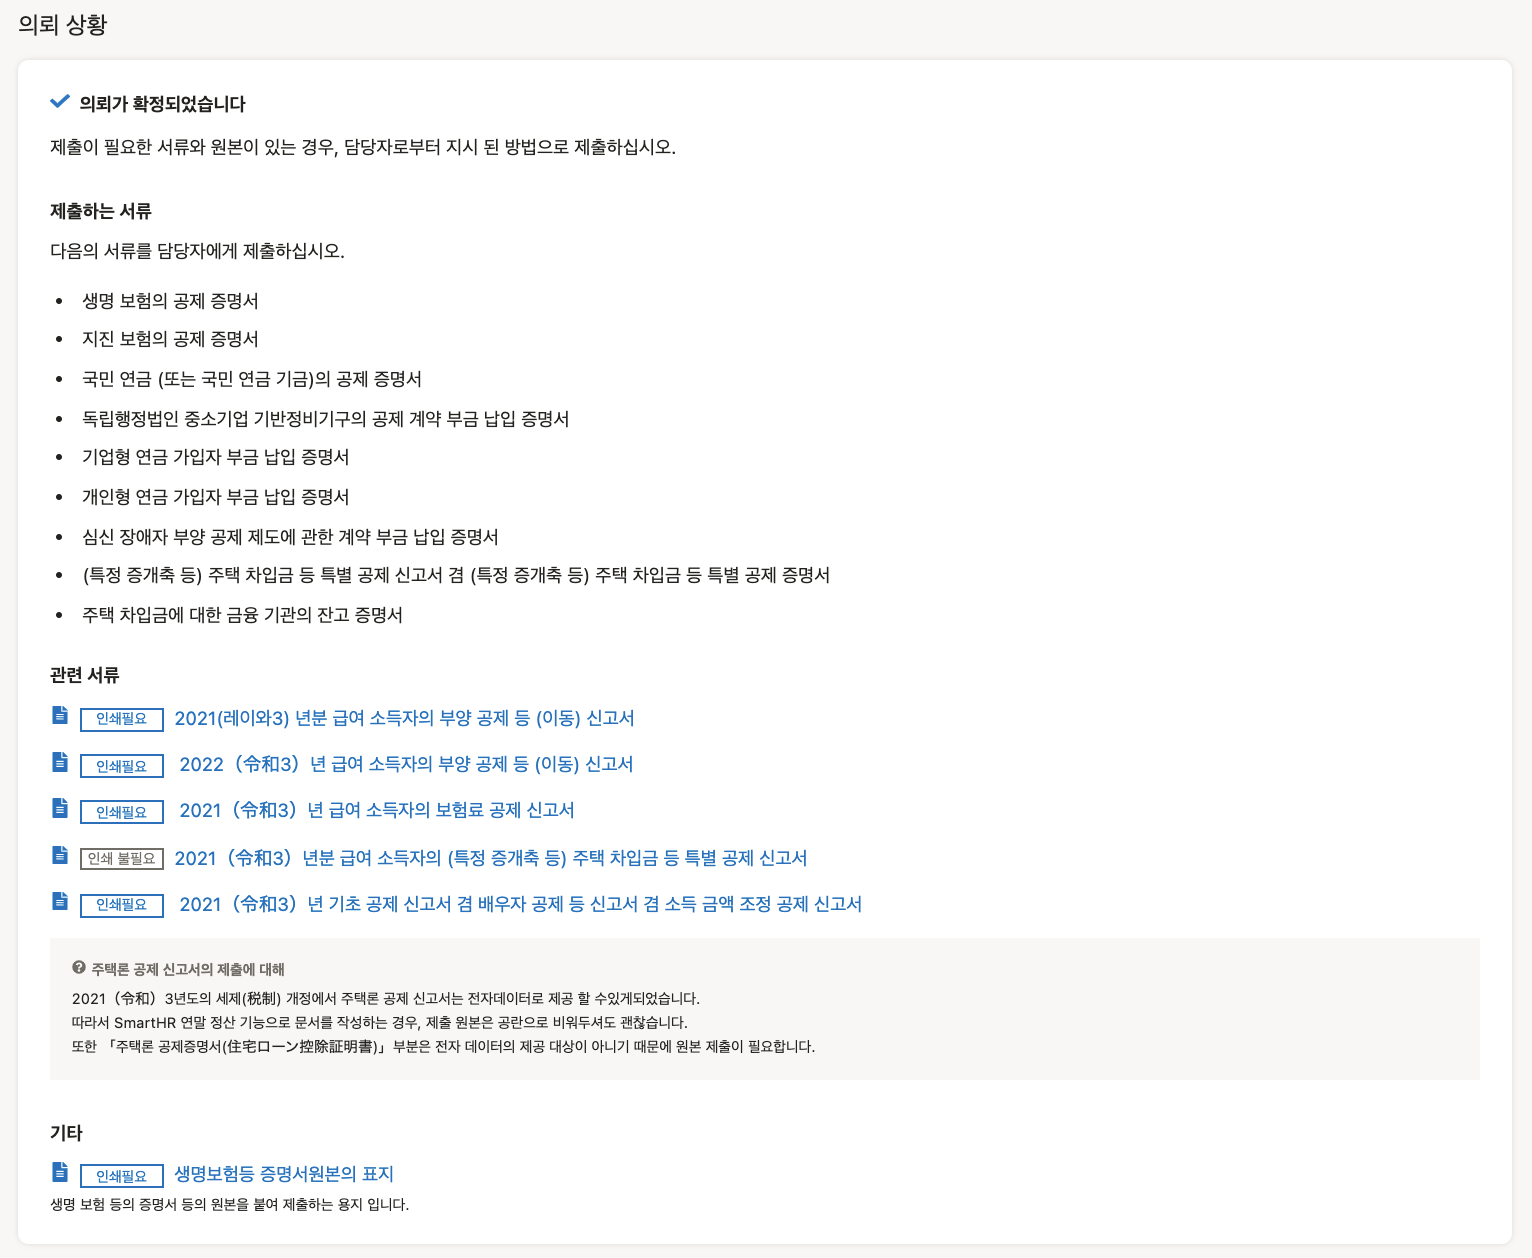 의뢰 상황
의뢰가 확정되었습니다
제출이 필요한 서류와 원본이 있는 경우, 담당자로부터 지시 된 방법으로 제출하십시오.
제출하는 서류
다음의 서류를 담당자에게 제출하십시오.
• 생명 보험의 공제 증명서
• 지진 보험의 공제 증명서
• 국민 연금 (또는 국민 연금 기금)의 공제 증명서
• 독립행정법인 중소기업 기반정비기구의 공제 계약 부금 납입 증명서
• 기업형 연금 가입자 부금 납입 증명서
• 개인형 연금 가입자 부금 납입 증명서
• 심신 장애자 부양 공제 제도에 관한 계약 부금 납입 증명서
• (특정 증개축 등) 주택 차입금 등 특별 공제 신고서 겸 (특정 증개축 등) 주택 차입금 등 특별 공제 증명서
• 주택 차입금에 대한 금융 기관의 잔고 증명서
관련 서류
인쇄필요 2021(레이와3) 년분 급여 소득자의 부양 공제 등 (이동) 신고서
인쇄필요 2022（令和3）년 급여 소득자의 부양 공제 등 (이동) 신고서
인쇄필요 2021（令和3）년 급여 소득자의 보험료 공제 신고서
인쇄 불필요 2021（令和3）년분 급여 소득자의 (특정 증개축 등) 주택 차입금 등 특별 공제 신고서
인쇄필요 2021（令和3）년 기초 공제 신고서 겸 배우자 공제 등 신고서 겸 소득 금액 조정 공제 신고서
주택론 공제 신고서의 제출에 대해
2021（令和）3년도의 세제(税制) 개정에서 주택론 공제 신고서는 전자데이터로 제공 할 수있게되었습니다.
따라서 SmartHR 연말 정산 기능으로 문서를 작성하는 경우, 제출 원본은 공란으로 비워두셔도 괜찮습니다.
또한 「주택론 공제증명서(住宅ローン控除証明書)」부분은 전자 데이터의 제공 대상이 아니기 때문에 원본 제출이 필요합니다.
기타
인쇄필요 생명보험등 증명서원본의 표지
생명 보험 등의 증명서 등의 원본을 붙여 제출하는 용지 입니다.